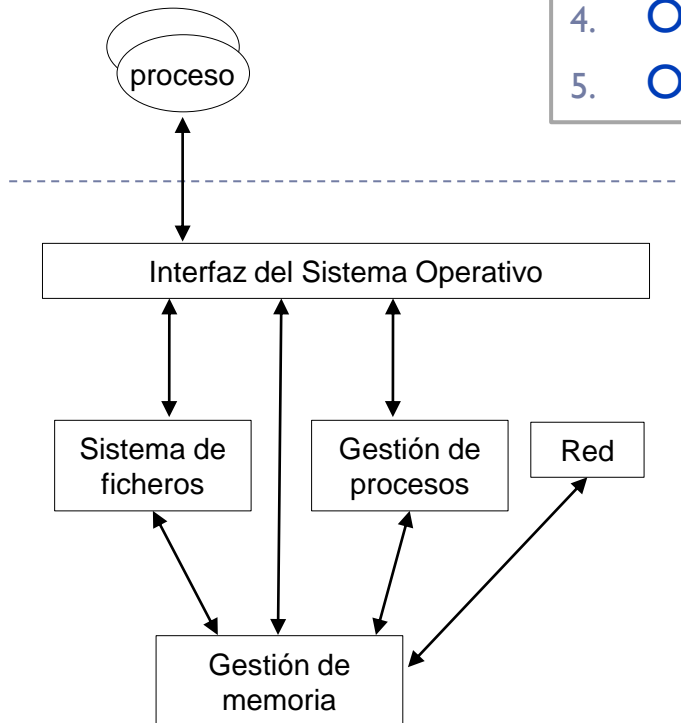 4.
5.
proceso
Interfaz del Sistema Operativo
Sistema de
ficheros
Gestión de
procesos
Red
Gestión de
memoria